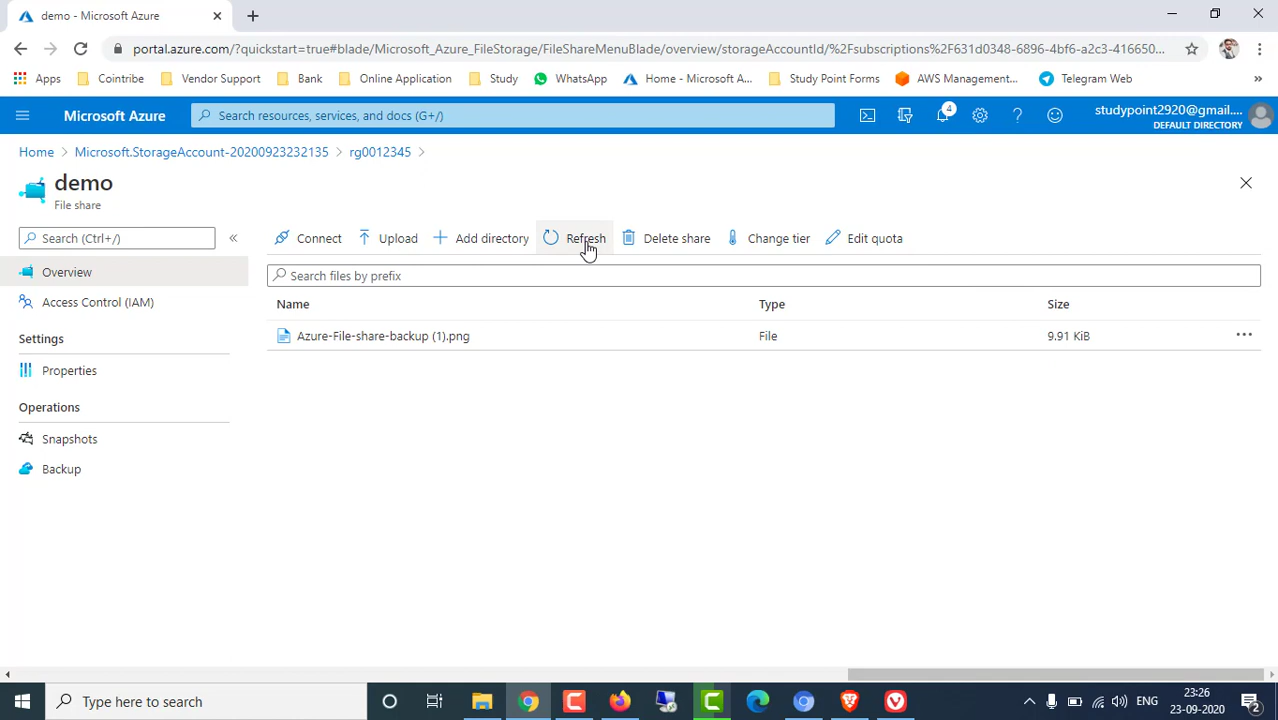 demo - Microsoft Azure
portal.azure.com/?quickstart=true#blade/Microsoft_Azure_FileStorage/FileShareMenuBlade/overview/storageAccountId/%2Fsubscriptions%2F631d0348-6896-4bf6-a2c3-416650...
Apps Cointribe Vendor Support Bank Online Application Study WhatsApp Home - Microsoft A... Study Point Forms AWS Management... Telegram Web »
Microsoft Azure Search resources, services, and docs (G+/) 4 studypoint2920@gmail....
DEFAULT DIRECTORY
Home > Microsoft.StorageAccount-20200923232135 > rg0012345 >
demo
File share
Search (Ctrl+/) « Connect Upload Add directory Refresh Delete share Change tier Edit quota
Overview
Search files by prefix
Access Control (IAM)
Name Type Size
Settings
Azure-File-share-backup (1).png File 9.91 KiB ...
Properties
Operations
Snapshots
Backup
Type here to search
ENG 23:26
23-09-2020 2